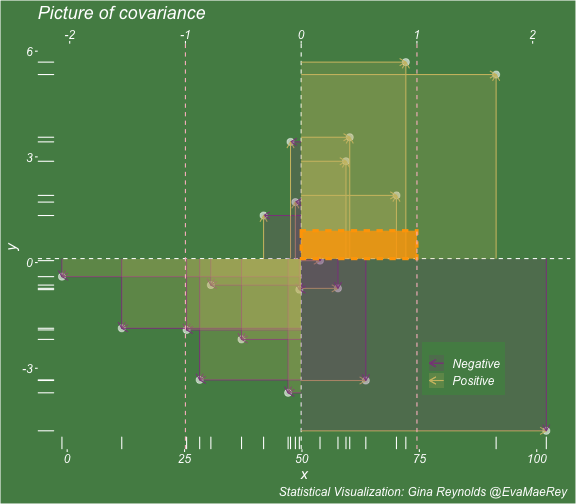 Picture of covariance
-2 -1 0 1 2
6
3
y
0
-3
Negative
Positive
0 25 50 75 100
x
Statistical Visualization: Gina Reynolds @EvaMaeRey